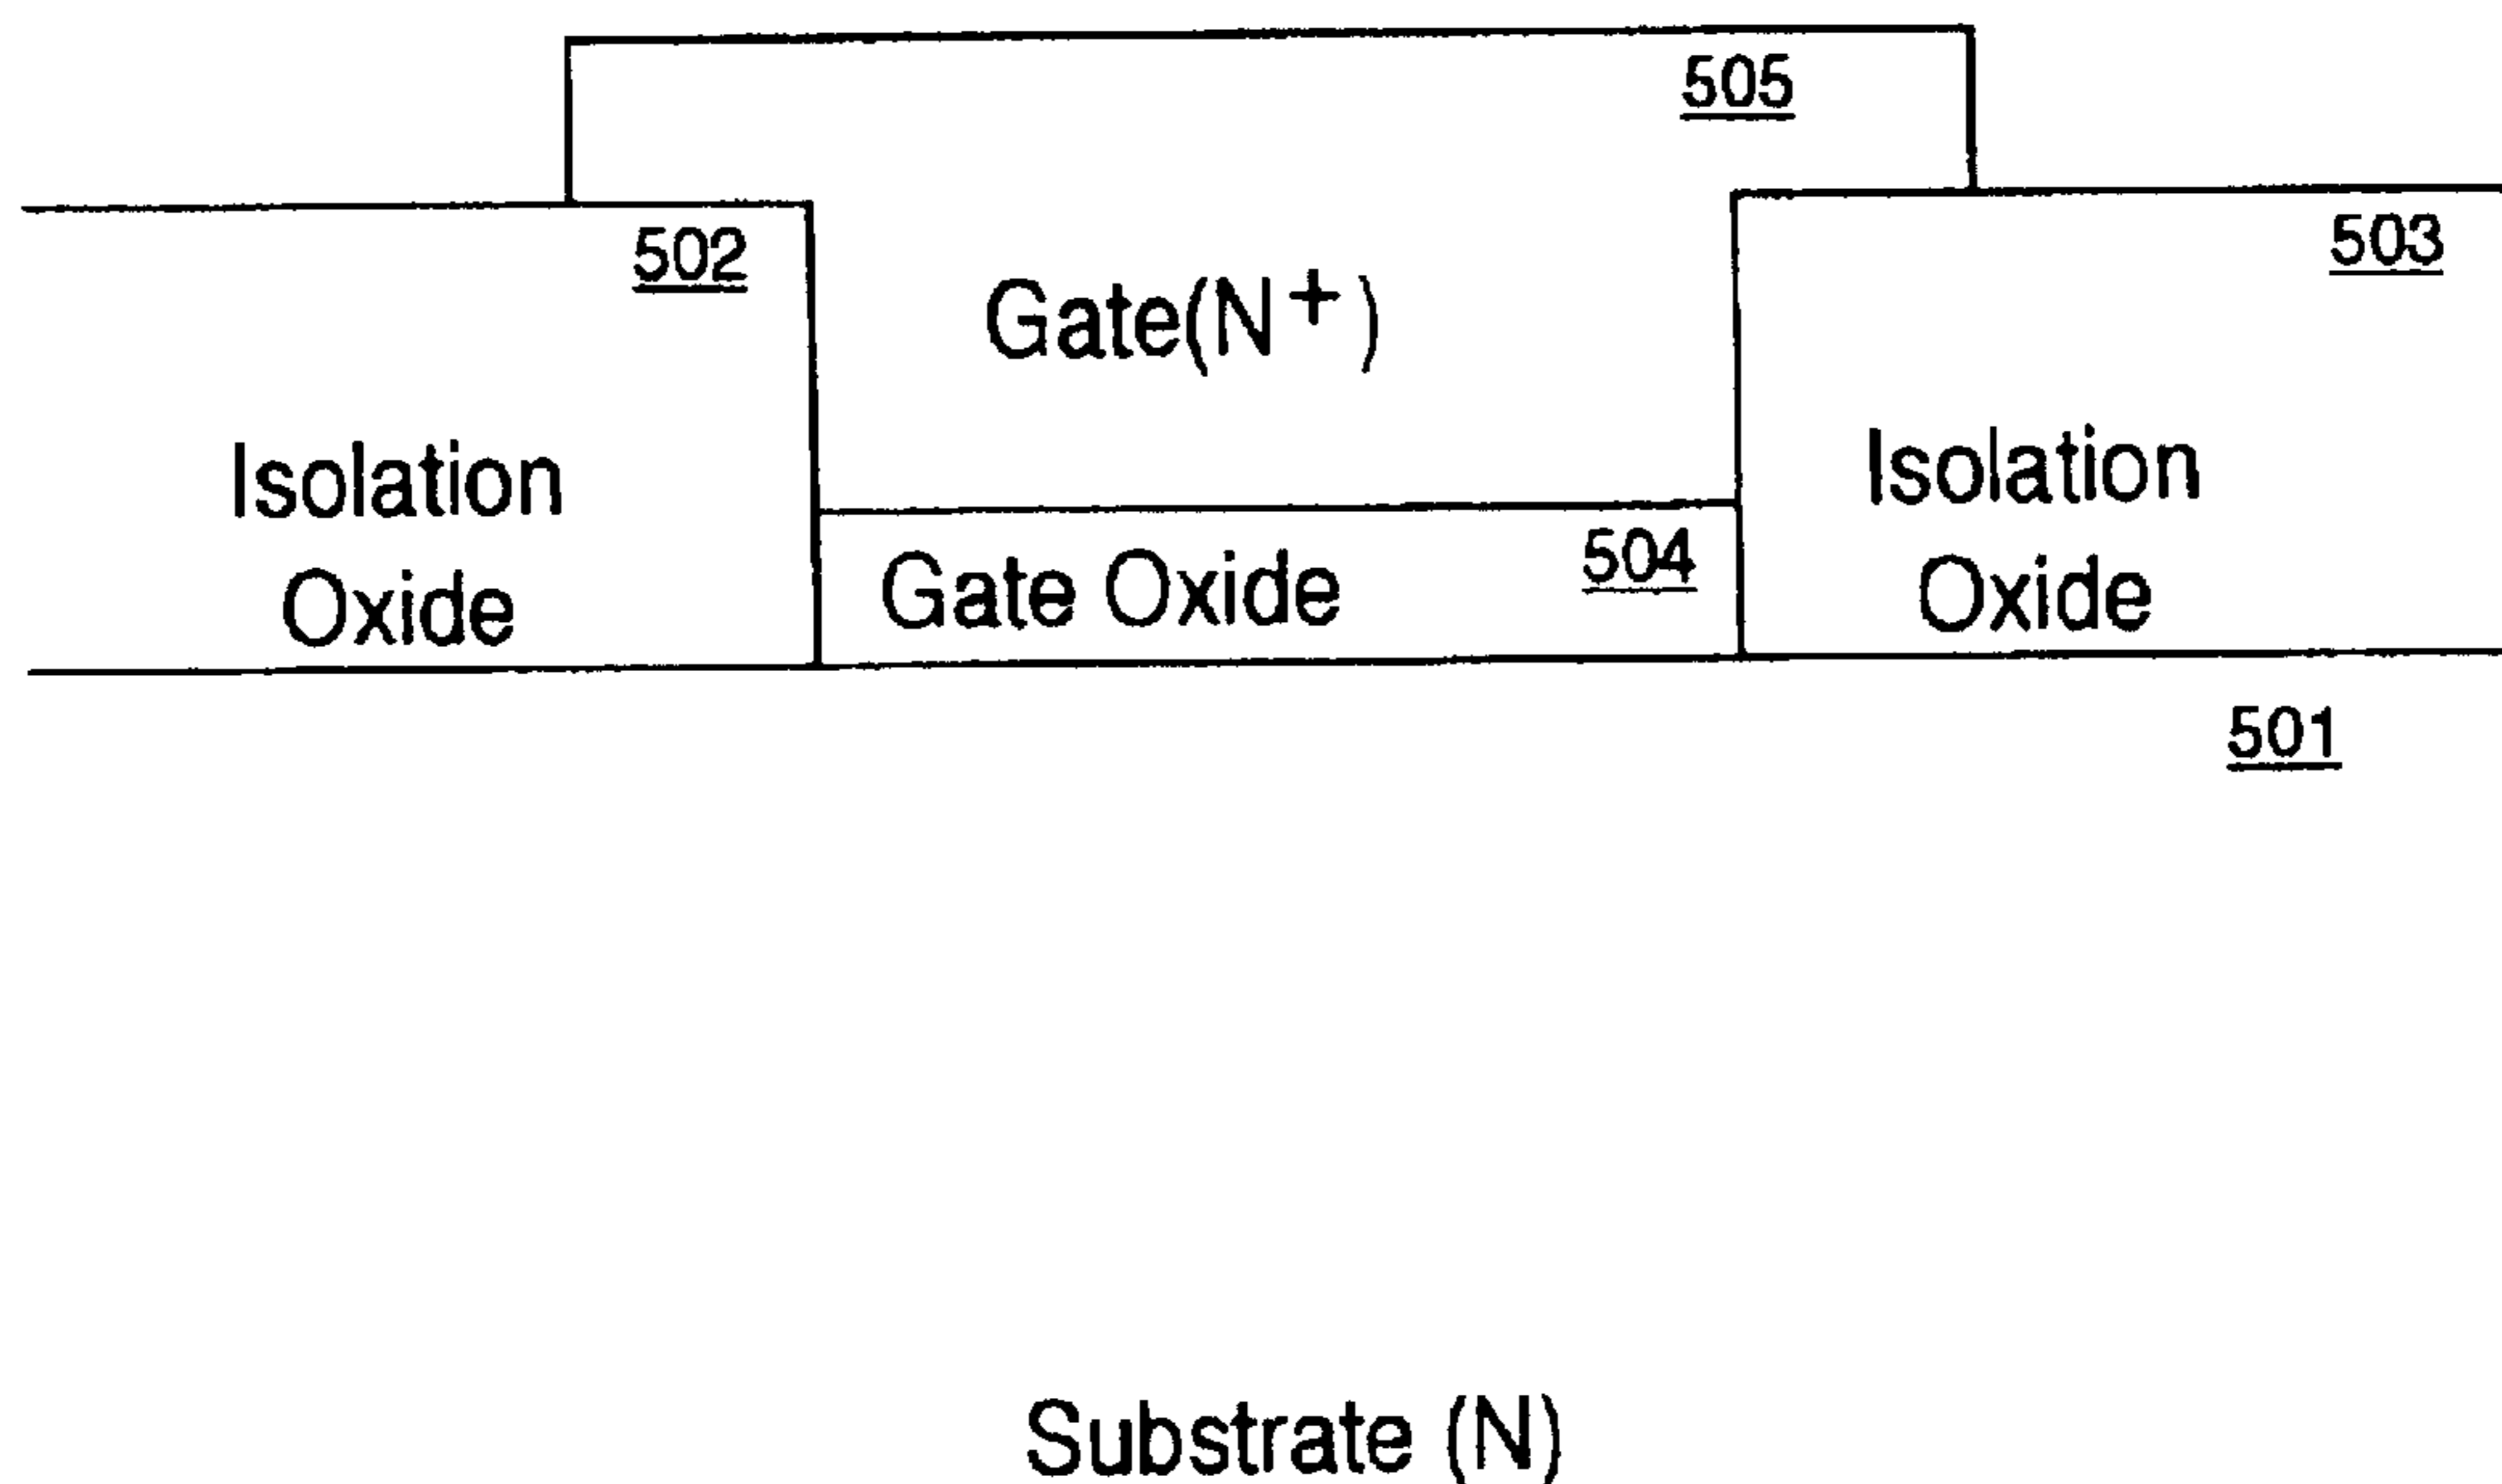 505
502
503
Gate(N+)
Isolation
Oxide
Gate Oxide
504
Isolation
Oxide
501
Substrate (N)